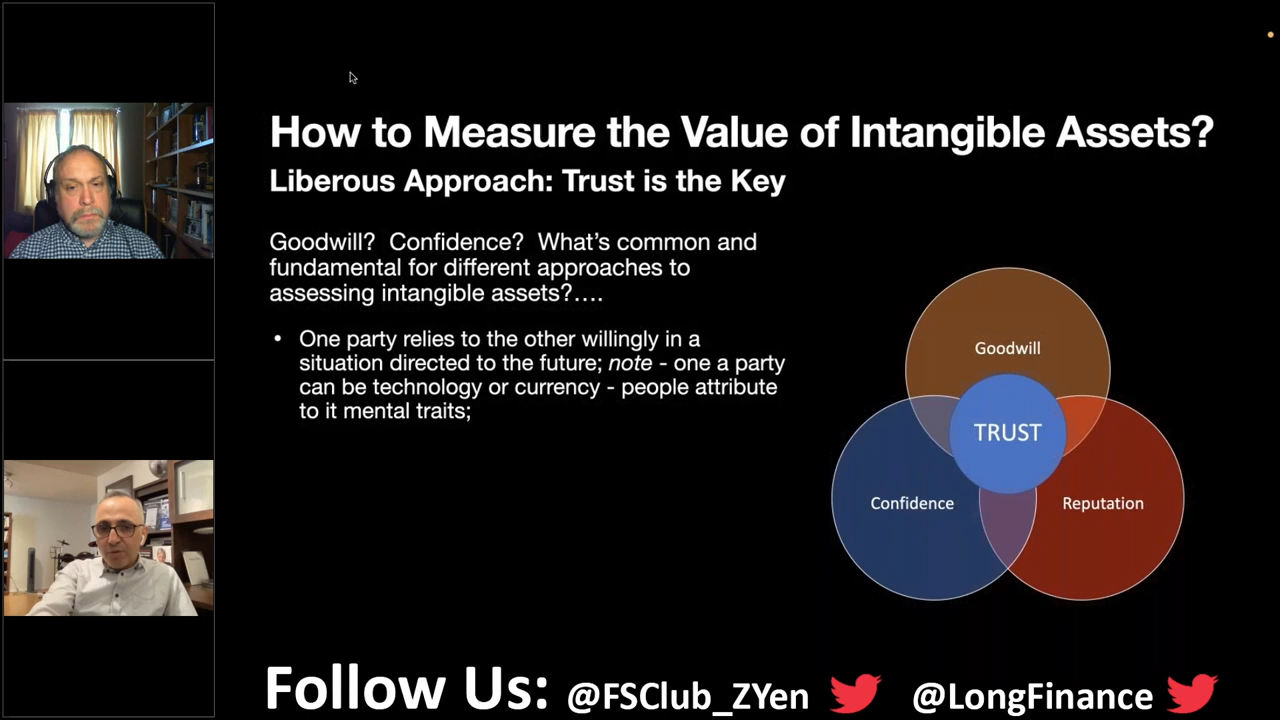 How to Measure the Value of Intangible Assets?
Liberous Approach: Trust is the Key
Goodwill?  Confidence?  What's common and
fundamental for different approaches to
assessing intangible assets?….
• One party relies to the other willingly in a
situation directed to the future; note - one a party
can be technology or currency - people attribute
to it mental traits;
Goodwill
TRUST
Confidence
Reputation
Follow Us: @FSClub_ZYen @LongFinance